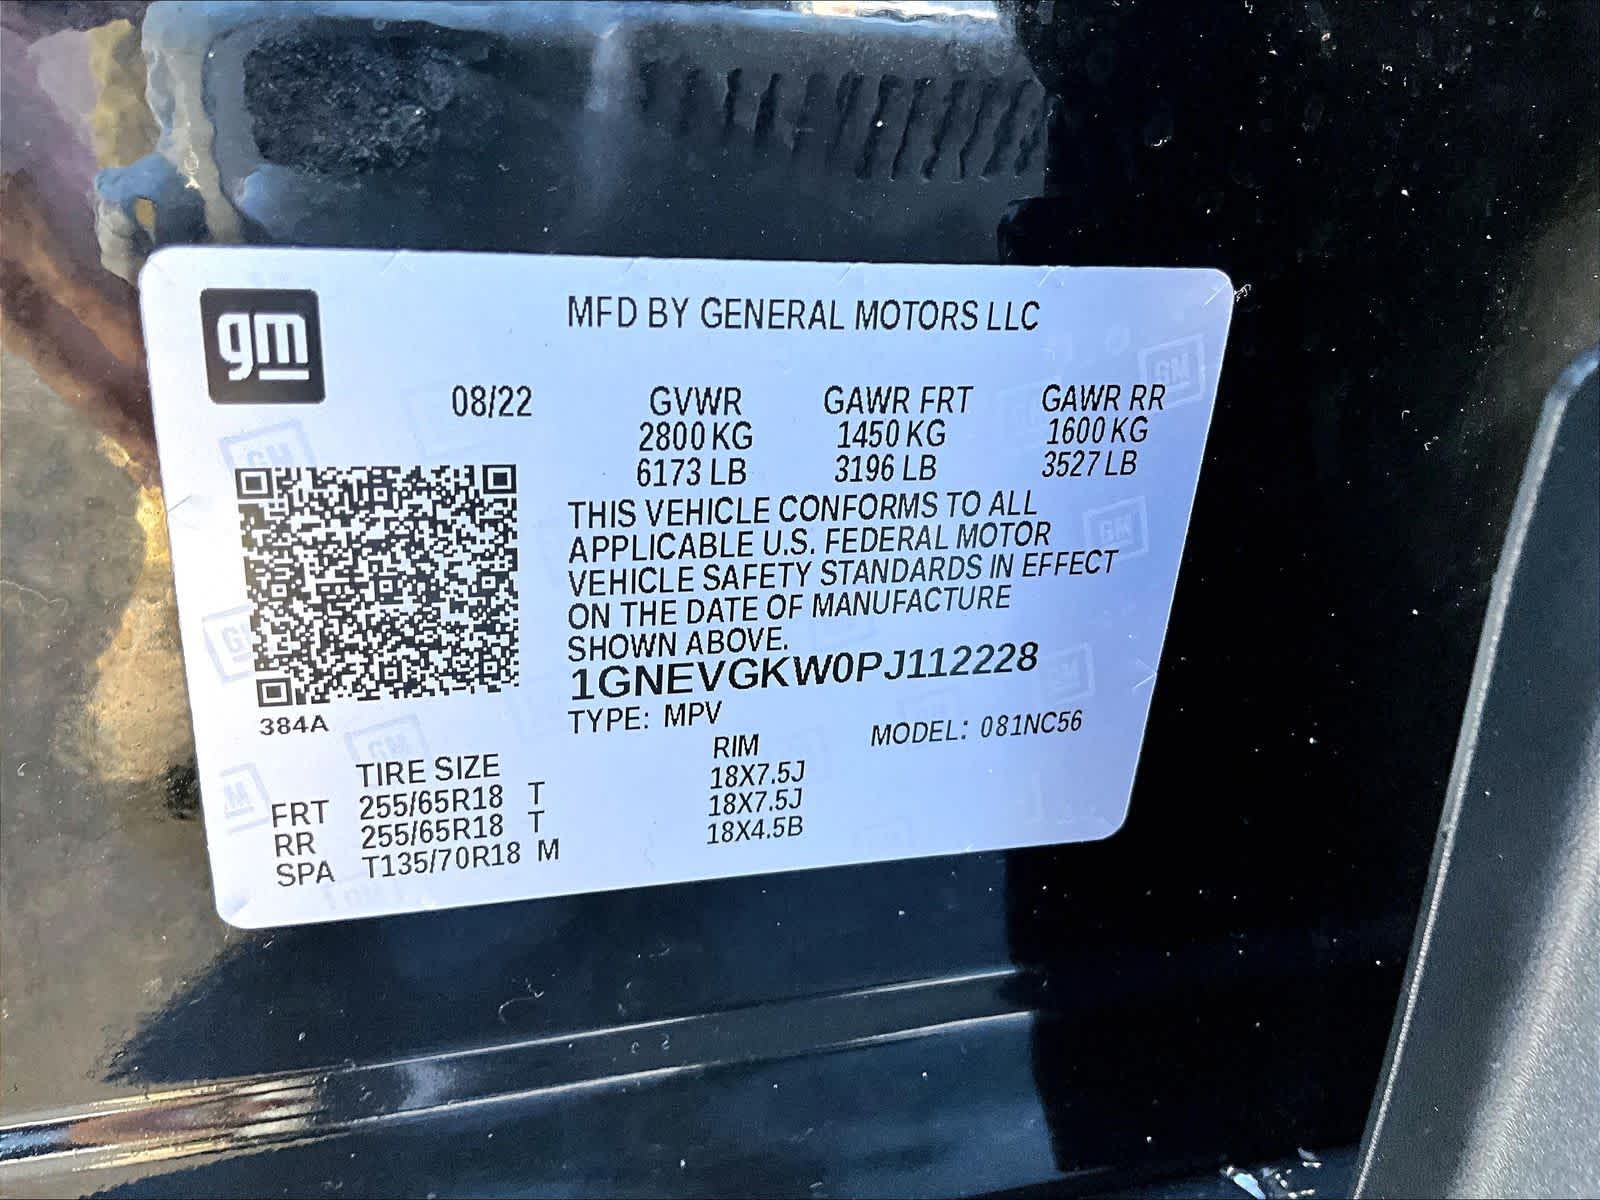 gm
MFD BY GENERAL MOTORS LLC
08/22 GVWR GAWR FRT GAWR RR
2800 KG 1450 KG 1600 KG
6173 LB 3196 LB 3527 LB
THIS VEHICLE CONFORMS TO ALL
APPLICABLE U.S. FEDERAL MOTOR
VEHICLE SAFETY STANDARDS IN EFFECT
ON THE DATE OF MANUFACTURE
SHOWN ABOVE.
1GNEVGKW0PJ112228
384A
TYPE: MPV MODEL: 081NC56
TIRE SIZE RIM
FRT 255/65R18 T 18X7.5J
RR 255/65R18 T 18X7.5J
SPA T135/70R18 M 18X4.5B